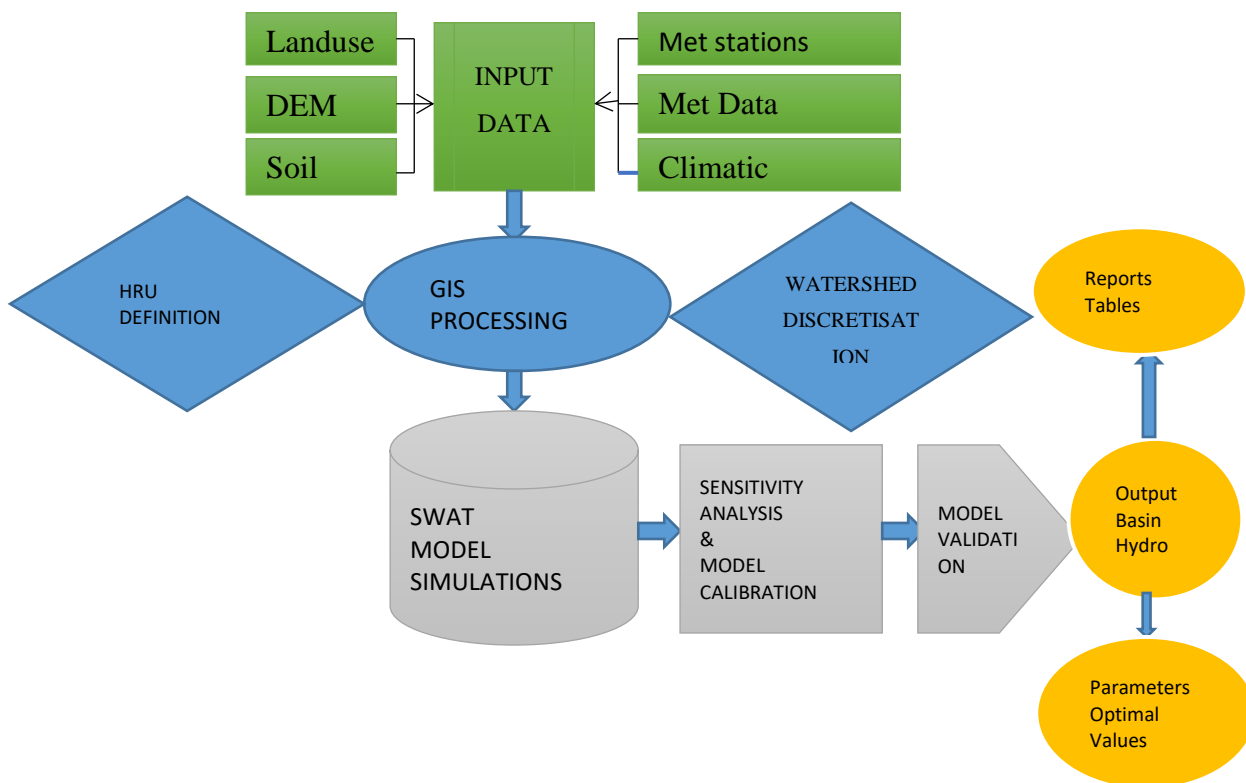 Landuse
DEM
Soil
INPUT
DATA
Met stations
Met Data
Climatic
HRU
DEFINITION
GIS
PROCESSING
WATERSHED
DISCRETISAT
ION
Reports
Tables
SWAT
MODEL
SIMULATIONS
SENSITIVITY
ANALYSIS
&
MODEL
CALIBRATION
MODEL
VALIDATI
ON
Output
Basin
Hydro
Parameters
Optimal
Values